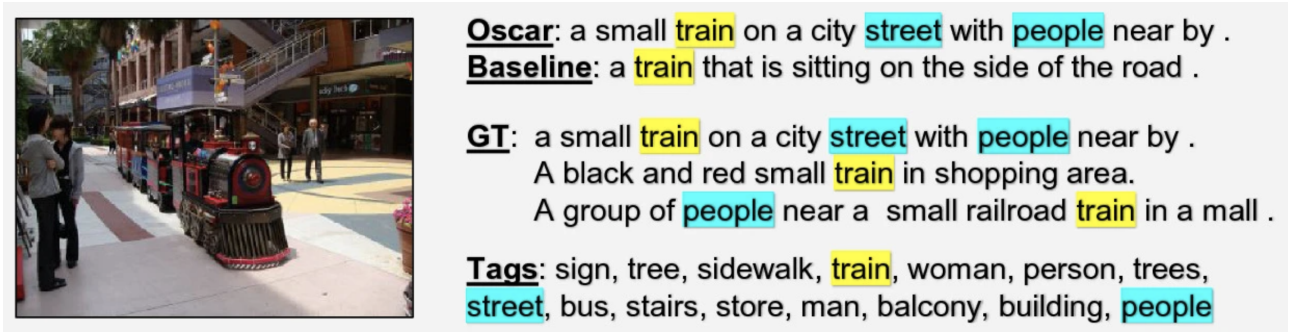 Oscar: a small train on a city street with people near by .
Baseline: a train that is sitting on the side of the road .
GT: a small train on a city street with people near by .
A black and red small train in shopping area.
A group of people near a small railroad train in a mall .
Tags: sign, tree, sidewalk, train, woman, person, trees,
street, bus, stairs, store, man, balcony, building, people